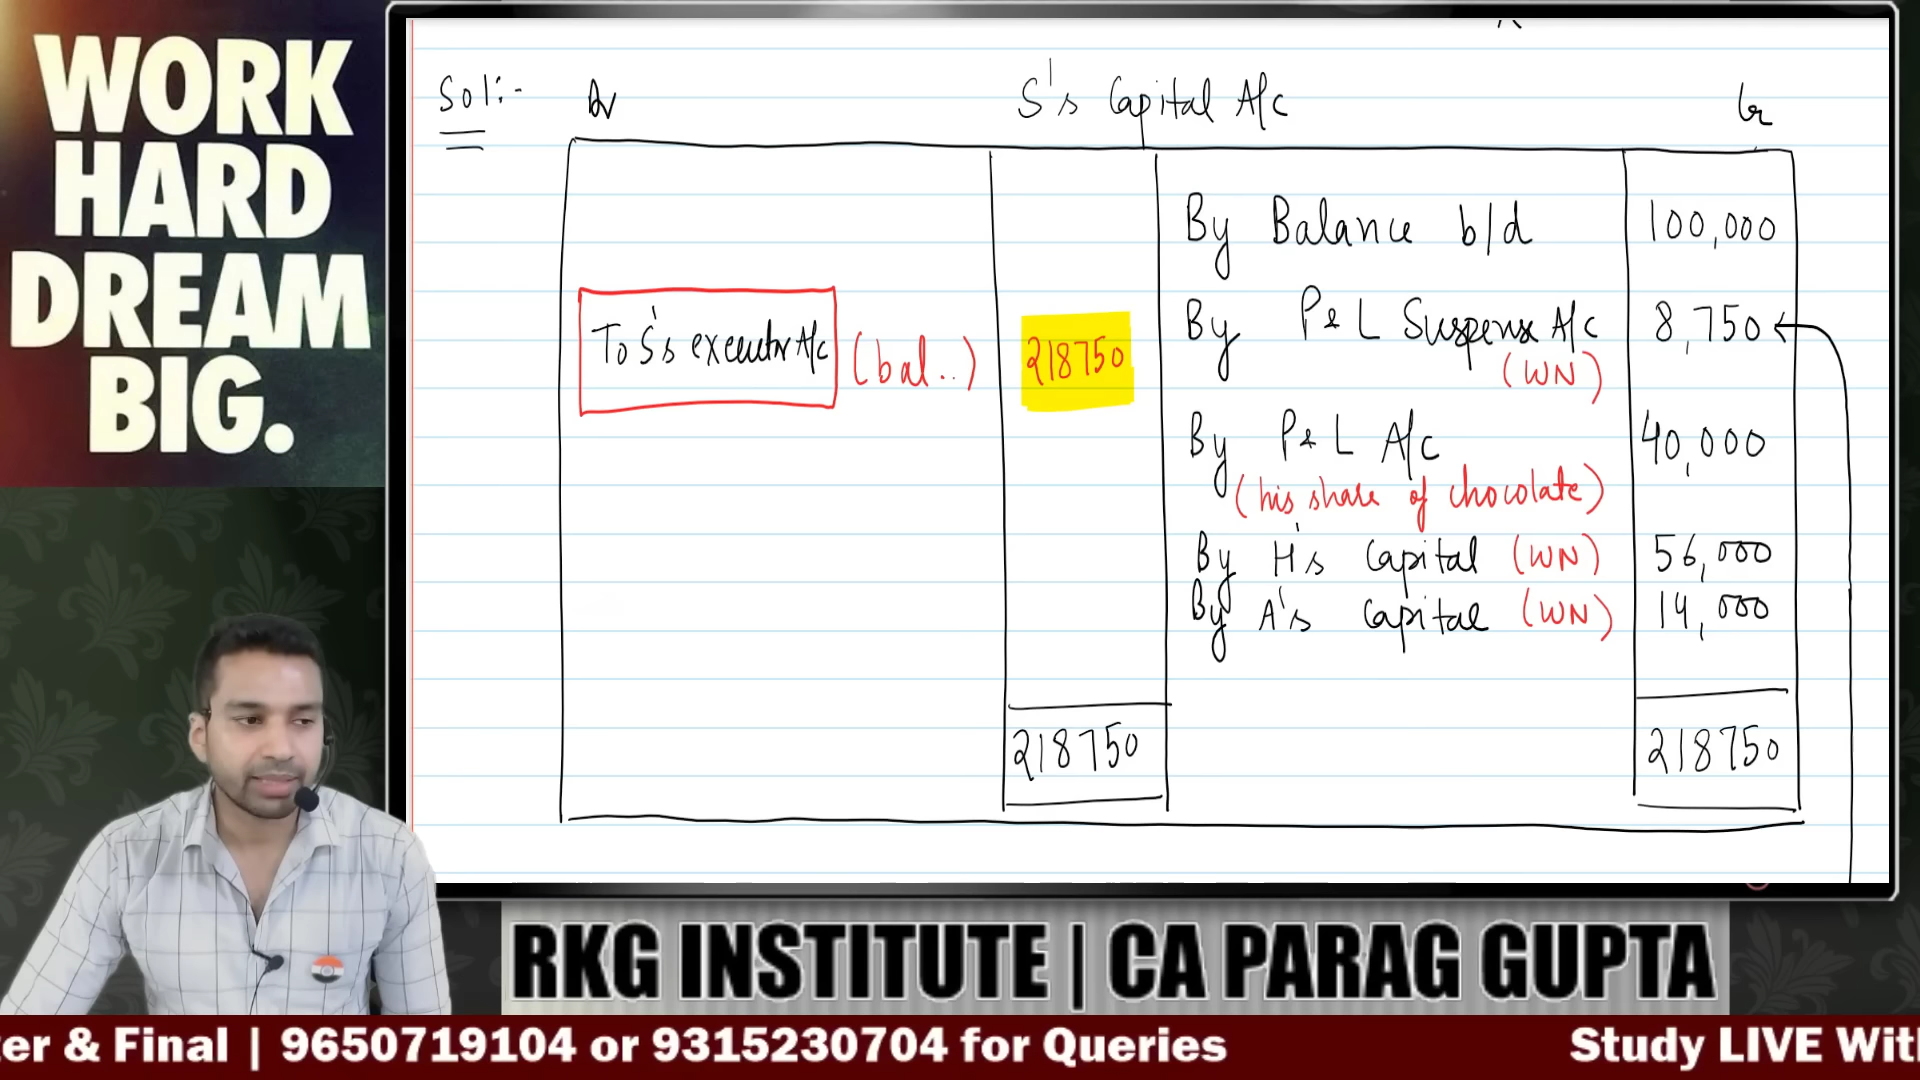 WORK
HARD
DREAM
BIG.
Sol:-
Dr S's Capital A/c Cr
By Balance b/d 100,000
To S's executor A/c (bal..) 218750
By P & L Suspense A/c 8,750
(WN)
By P & L A/c 40,000
(his share of chocolate)
By H's Capital (WN) 56,000
By A's Capital (WN) 14,000
218750 218750
RKG INSTITUTE | CA PARAG GUPTA
ter & Final | 9650719104 or 9315230704 for Queries Study LIVE Wit